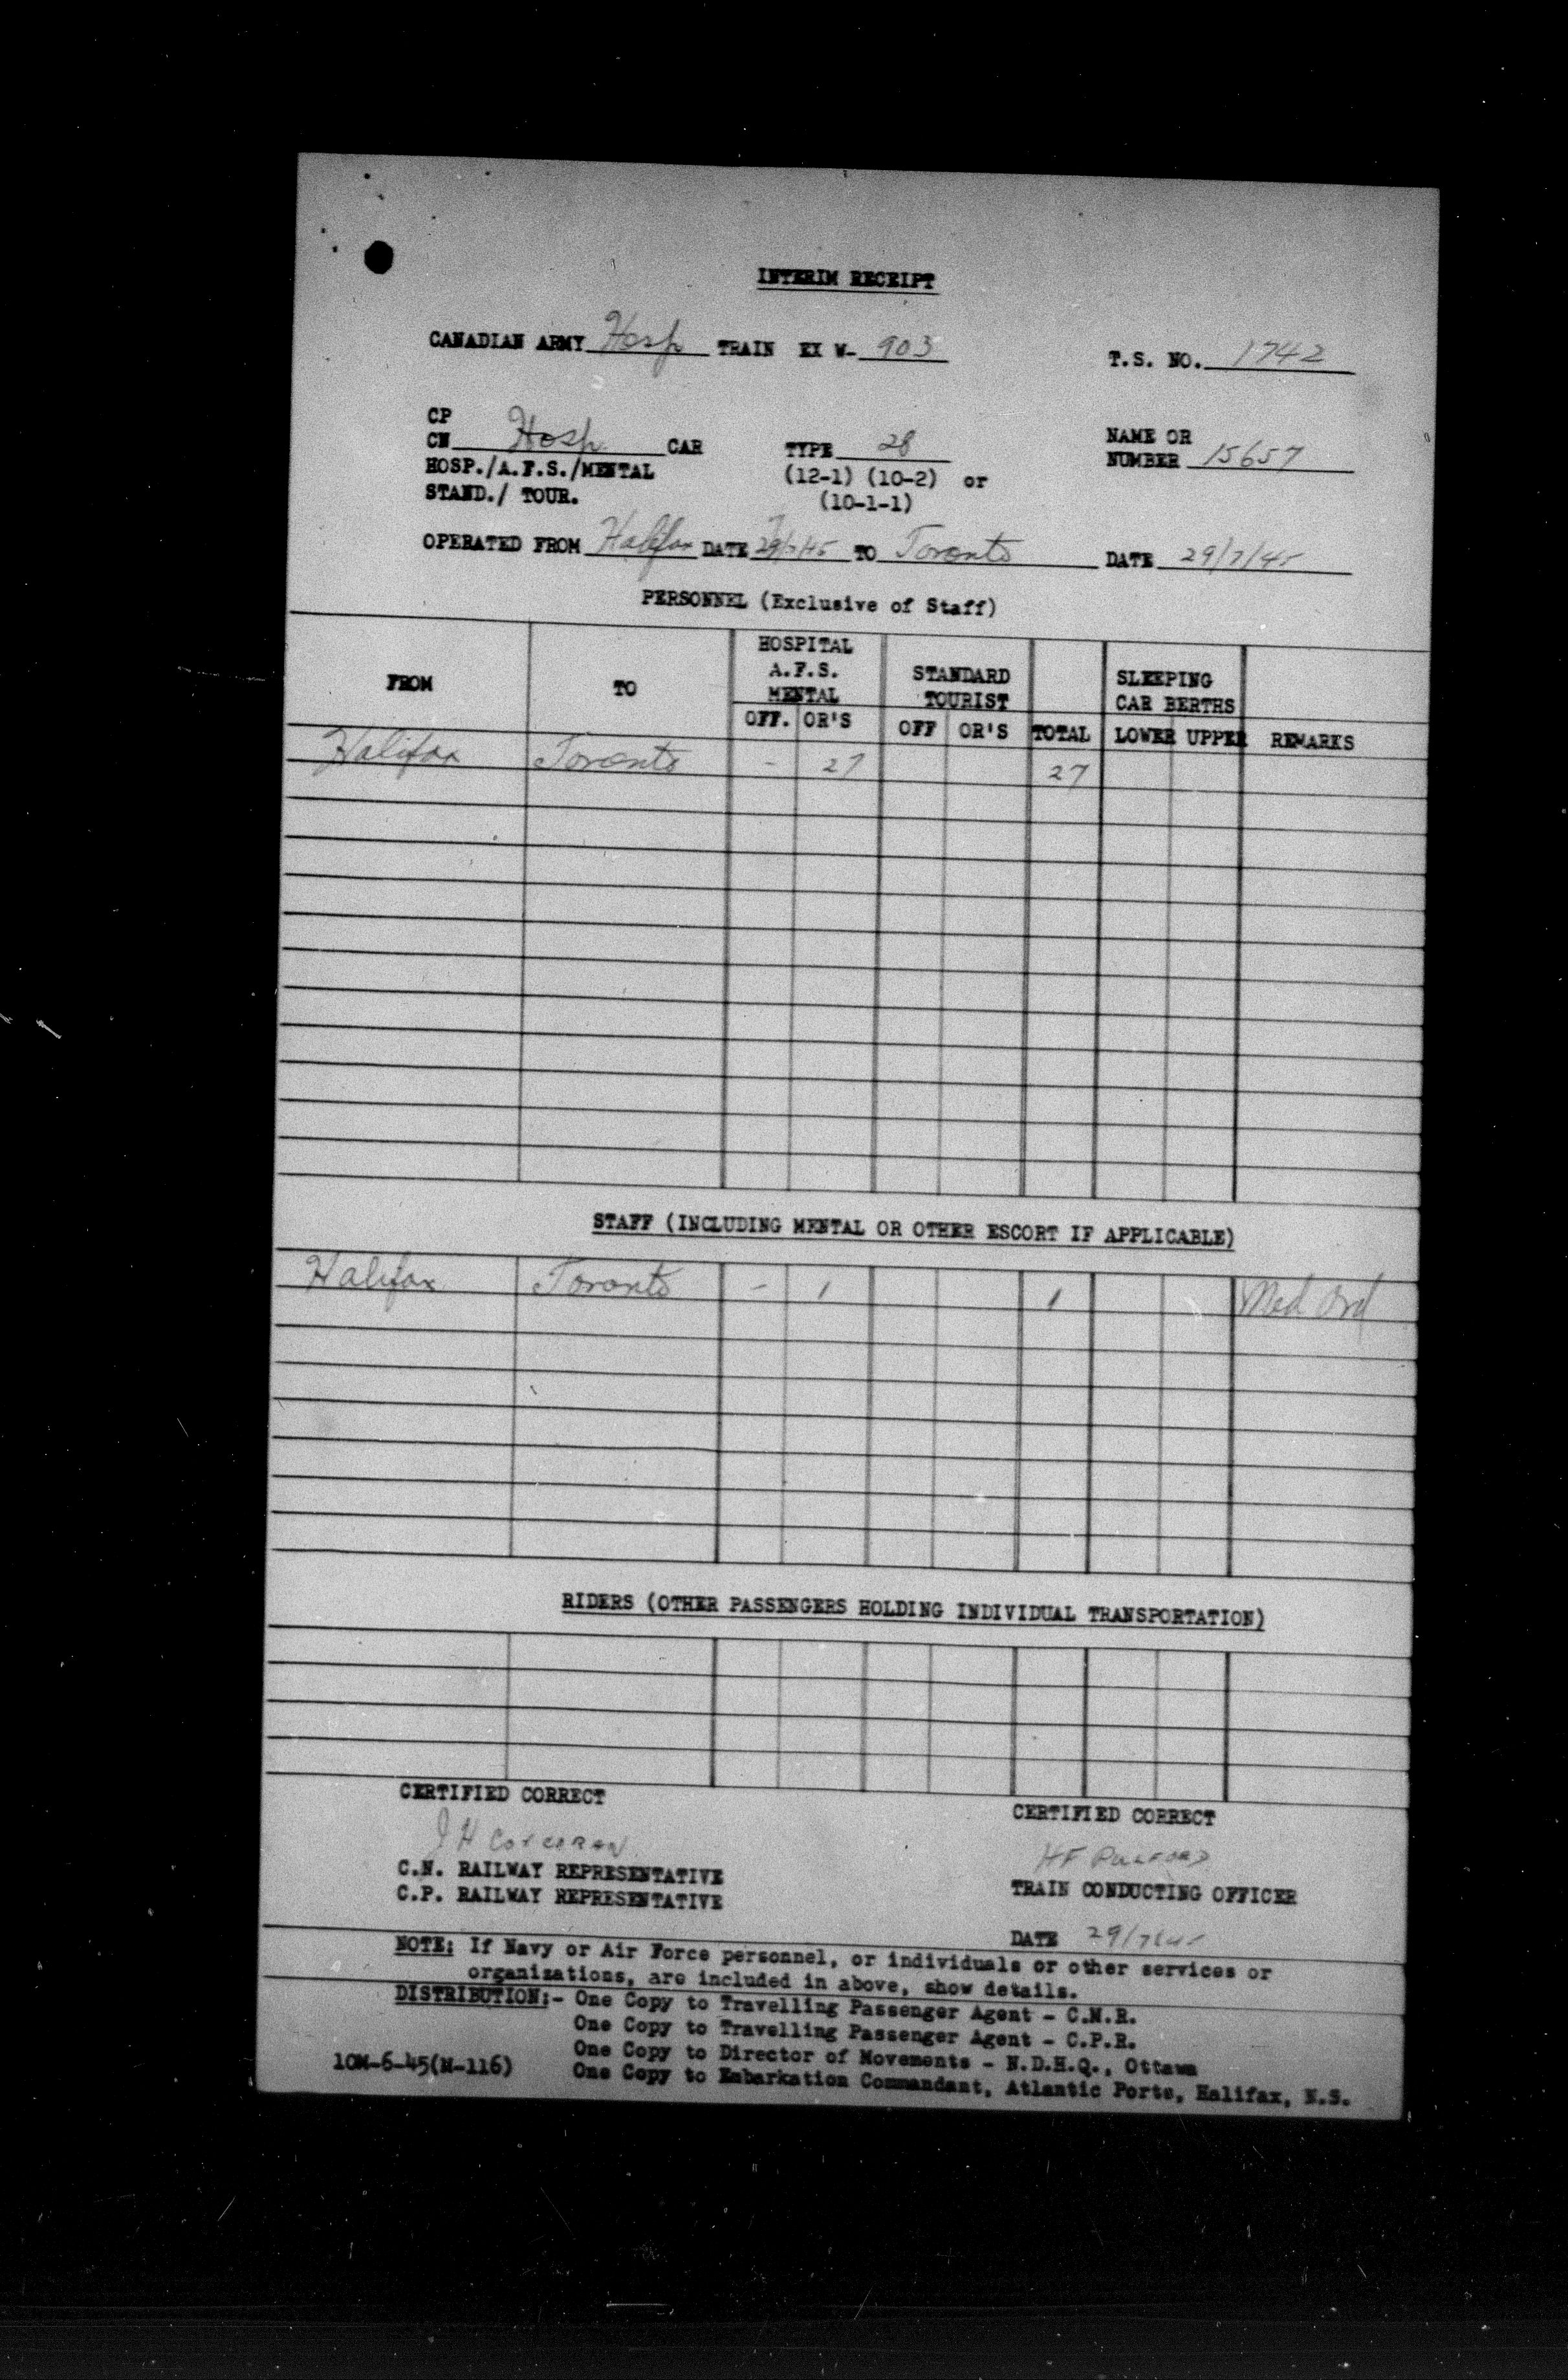 INTERIM RECEIPT
CANADIAN ARMY Hosp TRAIN EX W- 903 T.S. NO. 1742
CP
CN Hosp. CAR TYPE 28 NAME OR NUMBER 15657
HOSP./A.F.S./MENTAL (12-1) (10-2) or
STAND./ TOUR. (10-1-1)
OPERATED FROM Halifax DATE TO Toronto DATE 29/7/45
PERSONNEL (Exclusive of Staff)
FROM TO HOSPITAL A.F.S. MENTAL STANDARD TOURIST SLEEPING CAR BERTHS
OFF. OR'S OFF OR'S TOTAL LOWER UPPER REMARKS
Halifax Toronto - 27 27
STAFF (INCLUDING MENTAL OR OTHER ESCORT IF APPLICABLE)
Halifax Toronto - 1 1 Med Ord
RIDERS (OTHER PASSENGERS HOLDING INDIVIDUAL TRANSPORTATION)
CERTIFIED CORRECT CERTIFIED CORRECT
J H CORCORAN HF PULFORD
C.N. RAILWAY REPRESENTATIVE TRAIN CONDUCTING OFFICER
C.P. RAILWAY REPRESENTATIVE
DATE 29/7/45
NOTE: If Navy or Air Force personnel, or individuals or other services or
organizations, are included in above, show details.
DISTRIBUTION:- One Copy to Travelling Passenger Agent - C.N.R.
One Copy to Travelling Passenger Agent - C.P.R.
One Copy to Director of Movements - N.D.H.Q., Ottawa
10M-6-45(M-116) One Copy to Embarkation Commandant, Atlantic Ports, Halifax, N.S.